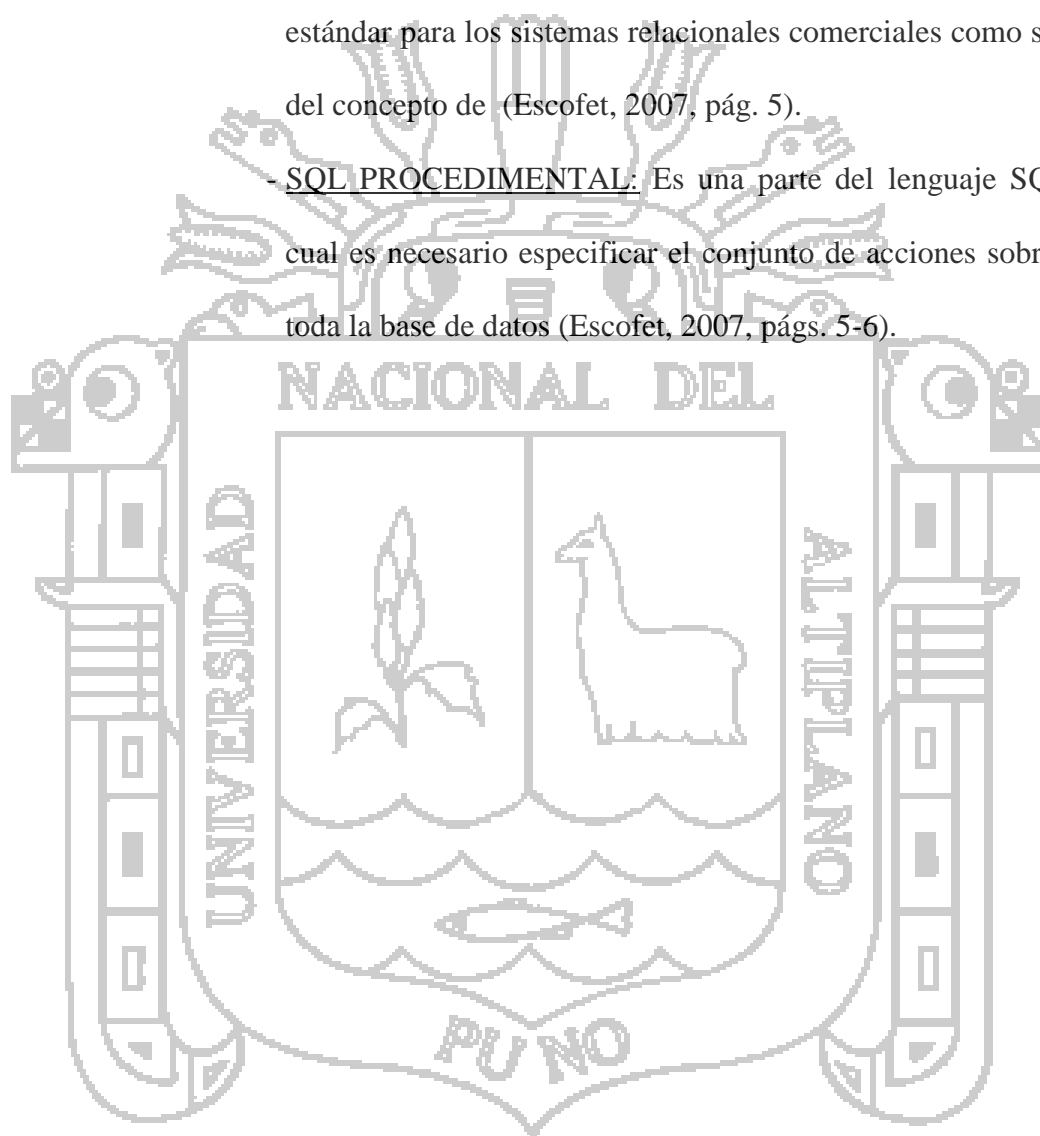 estándar para los sistemas relacionales comerciales como
del concepto de (Escofet, 2007, pág. 5).
- SQL PROCEDIMENTAL: Es una parte del lenguaje
cual es necesario especificar el conjunto de acciones
toda la base de datos (Escofet, 2007, págs. 5-6).
NACIONAL DEL
UNIVERSIDAD
ALTIPLANO
PUNO